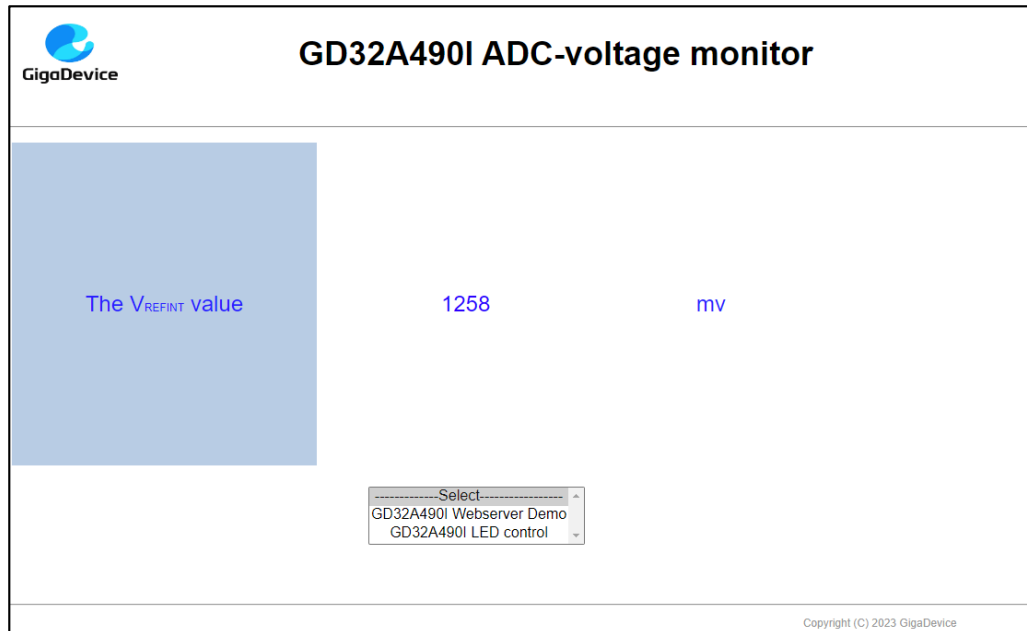 GigaDevice
GD32A490I ADC-voltage monitor
The VREFINT value 1258 mv
-------------Select-----------------
GD32A490I Webserver Demo
GD32A490I LED control
Copyright (C) 2023 GigaDevice